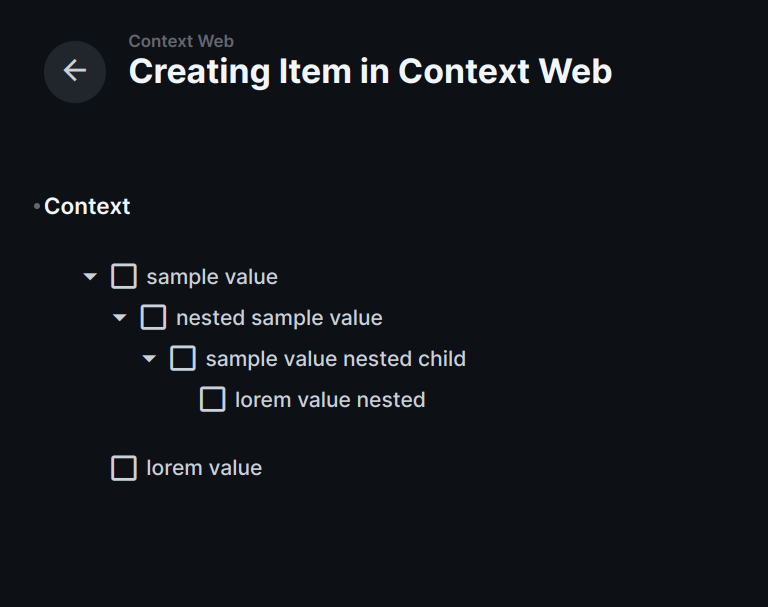 Context Web
Creating Item in Context Web
Context
sample value
nested sample value
sample value nested child
lorem value nested
lorem value